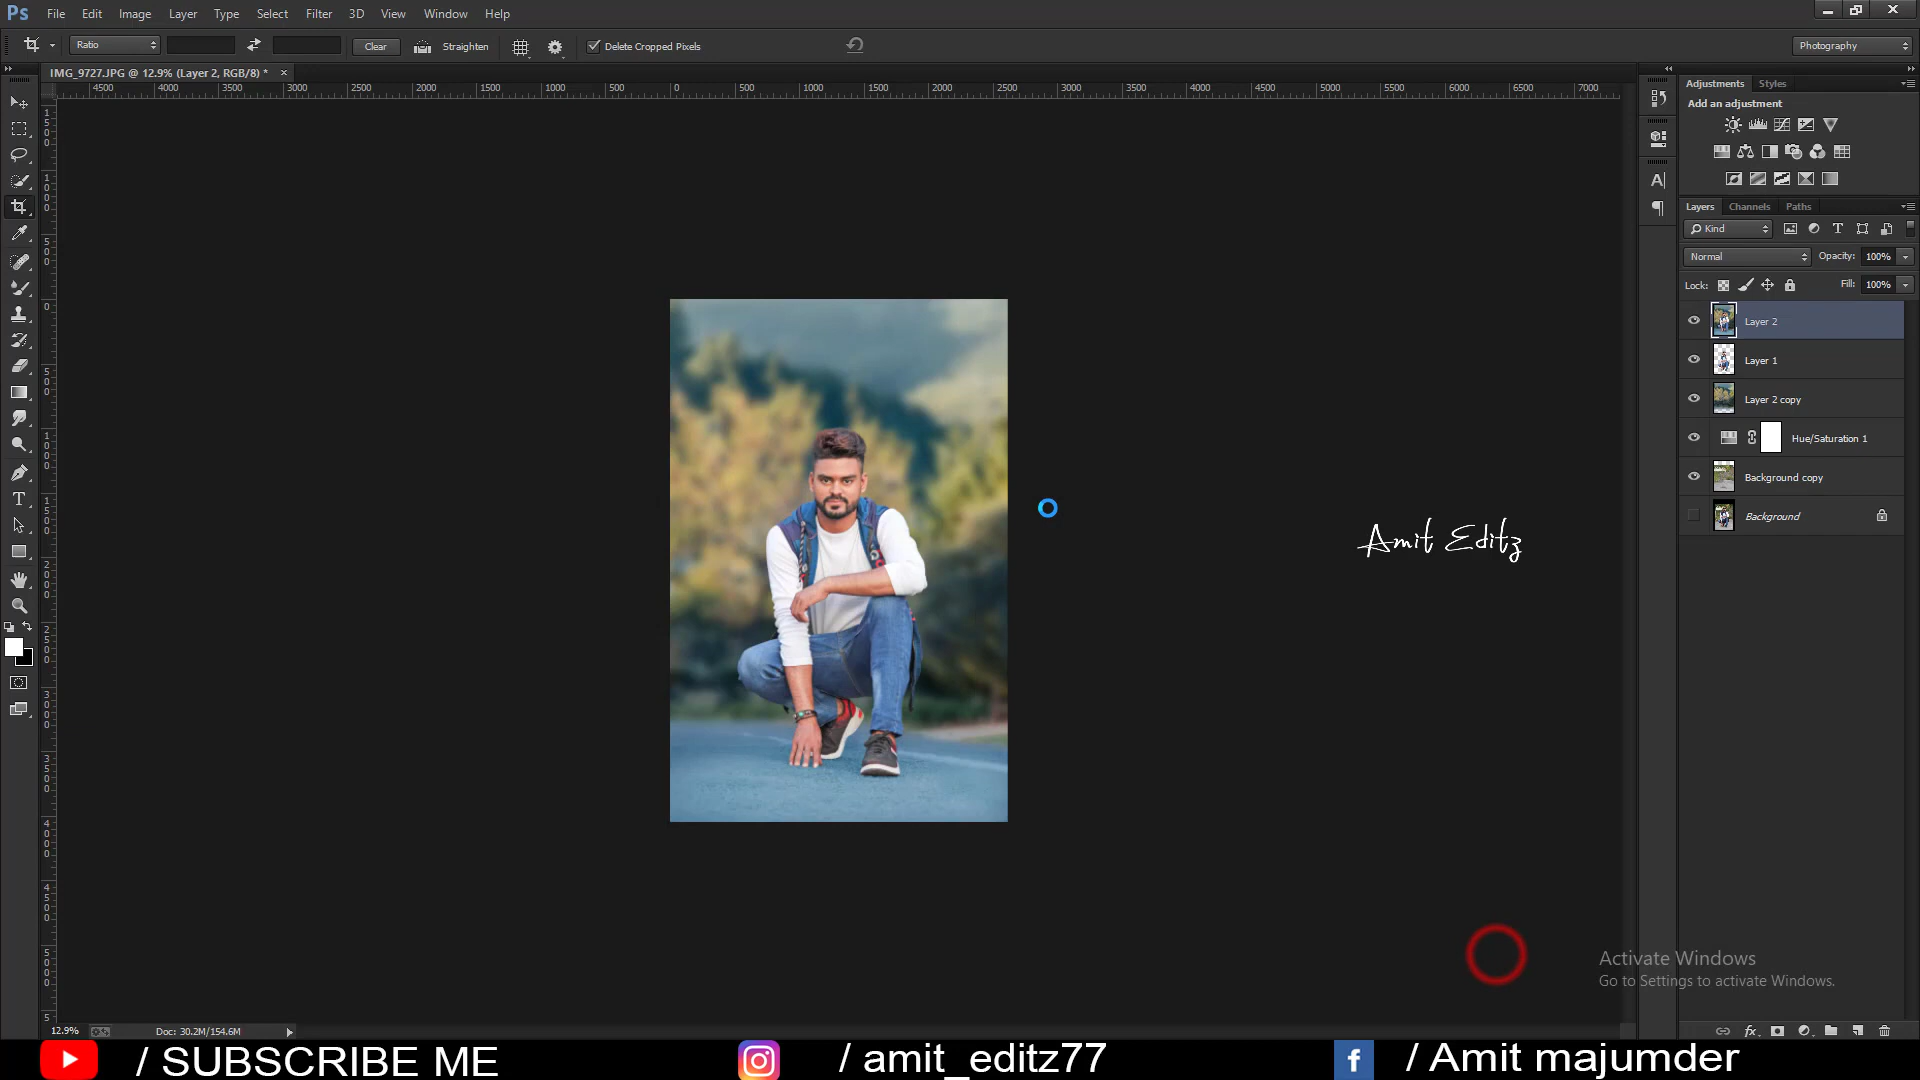 Ps File Edit Image Layer Type Select Filter 3D View Window Help
Ratio Clear Straighten Delete Cropped Pixels Photography
IMG_9727.JPG @ 12.9% (Layer 2, RGB/8) * ×
4500 4000 3500 3000 2500 2000 1500 1000 500 0 500 1000 1500 2000 2500 3000 3500 4000 4500 5000 5500 6000 6500 7000
Adjustments Styles
Add an adjustment
Layers Channels Paths
Kind
Normal Opacity: 100%
Lock: Fill: 100%
Layer 2
Layer 1
Layer 2 copy
Hue/Saturation 1
Background copy
Background
Amit Editz
Activate Windows
Go to Settings to activate Windows.
12.9% Doc: 30.2M/154.6M
/ SUBSCRIBE ME / amit_editz77 / Amit majumder